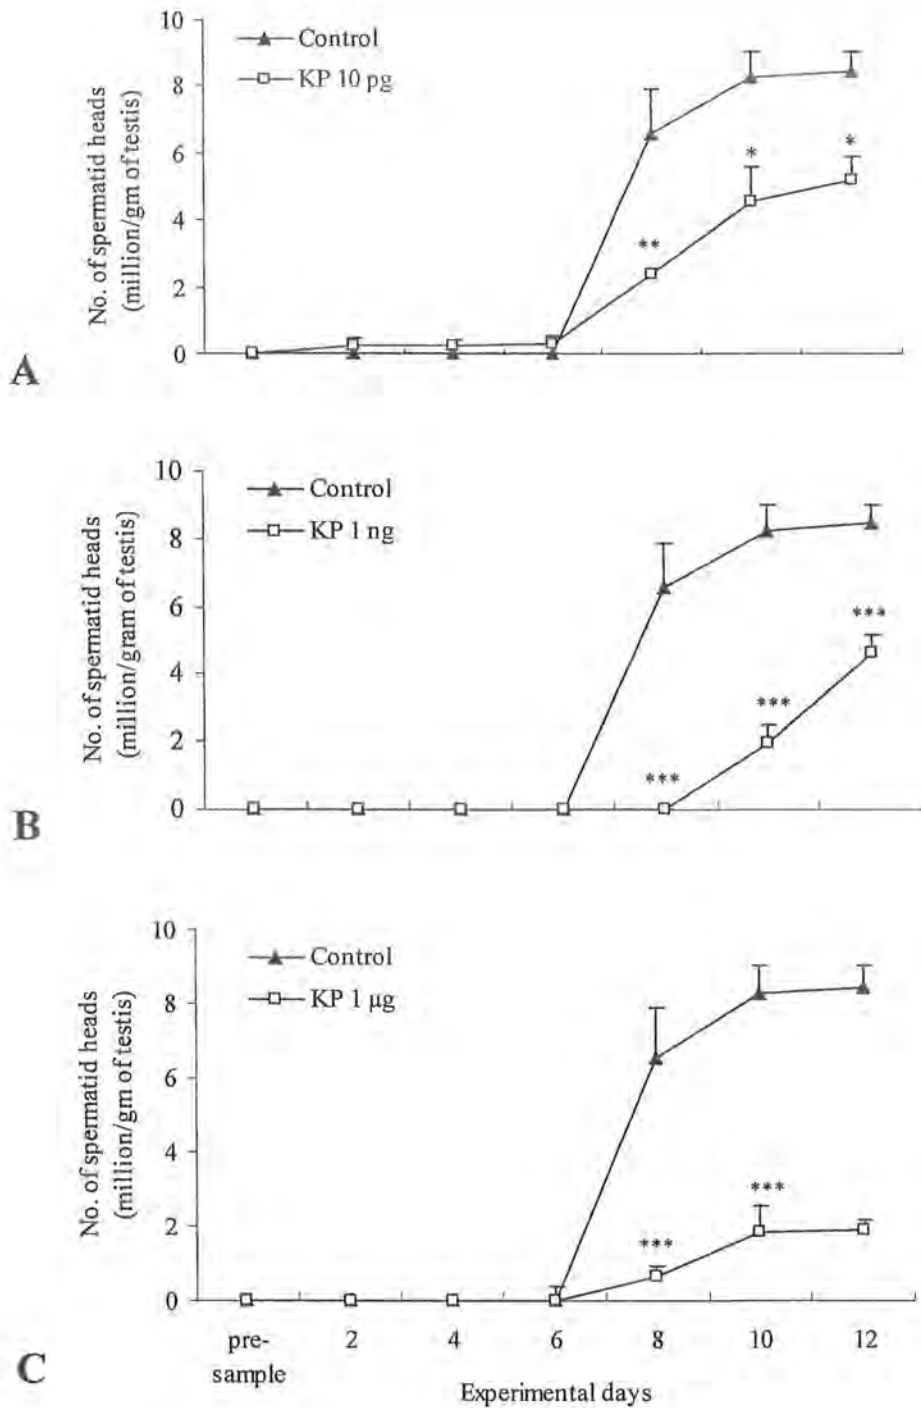 10
8
6
4
2
0
No. of spermatid heads
(million/gm of testis)
Control
KP 10 pg
**
*
*
A
10
8
6
4
2
0
No. of spermatid heads
(million/gram of testis)
Control
KP 1 ng
***
***
***
B
10
8
6
4
2
0
No. of spermatid heads
(million/gm of testis)
Control
KP 1 µg
***
***
pre-
sample
2 4 6 8 10 12
C
Experimental days